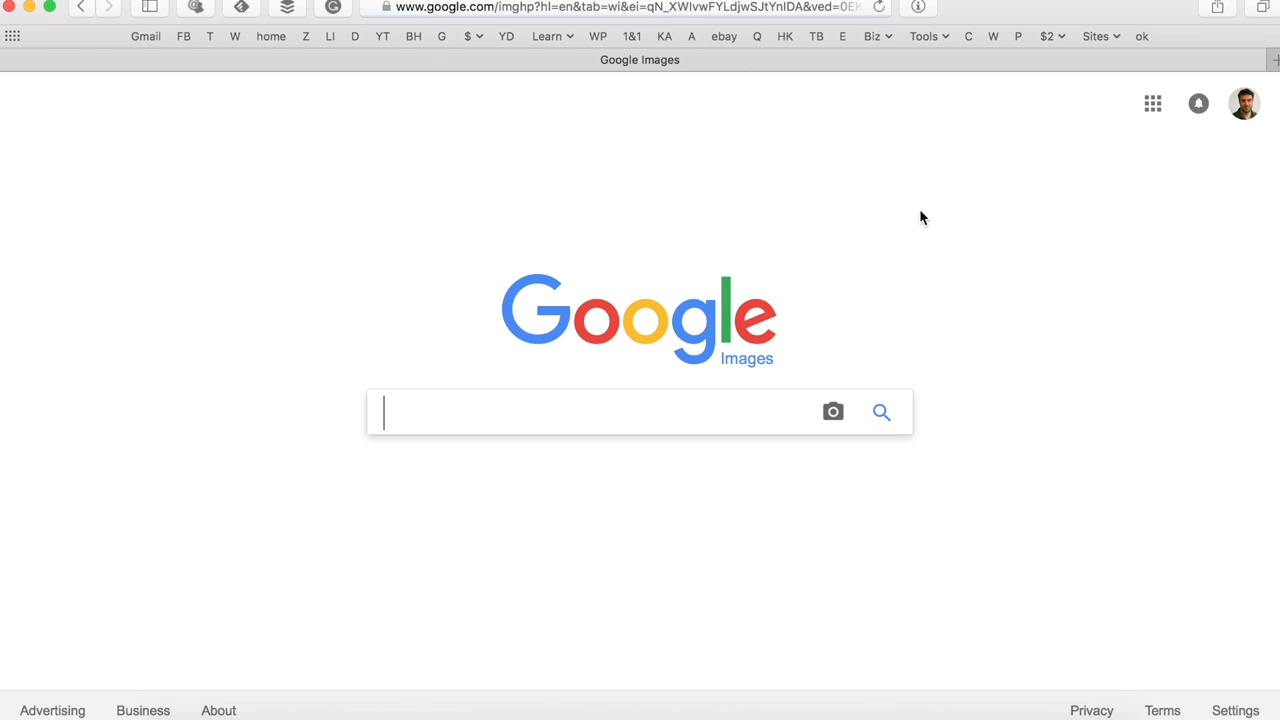 www.google.com/imghp?hl=en&tab=wi&ei=qN_XWIvwFYLdjwSJtYnIDA&ved=0EK
Gmail FB T W home Z LI D YT BH G $ YD Learn WP 1&1 KA A ebay Q HK TB E Biz Tools C W P $2 Sites ok
Google Images
Google
Images
Advertising Business About Privacy Terms Settings